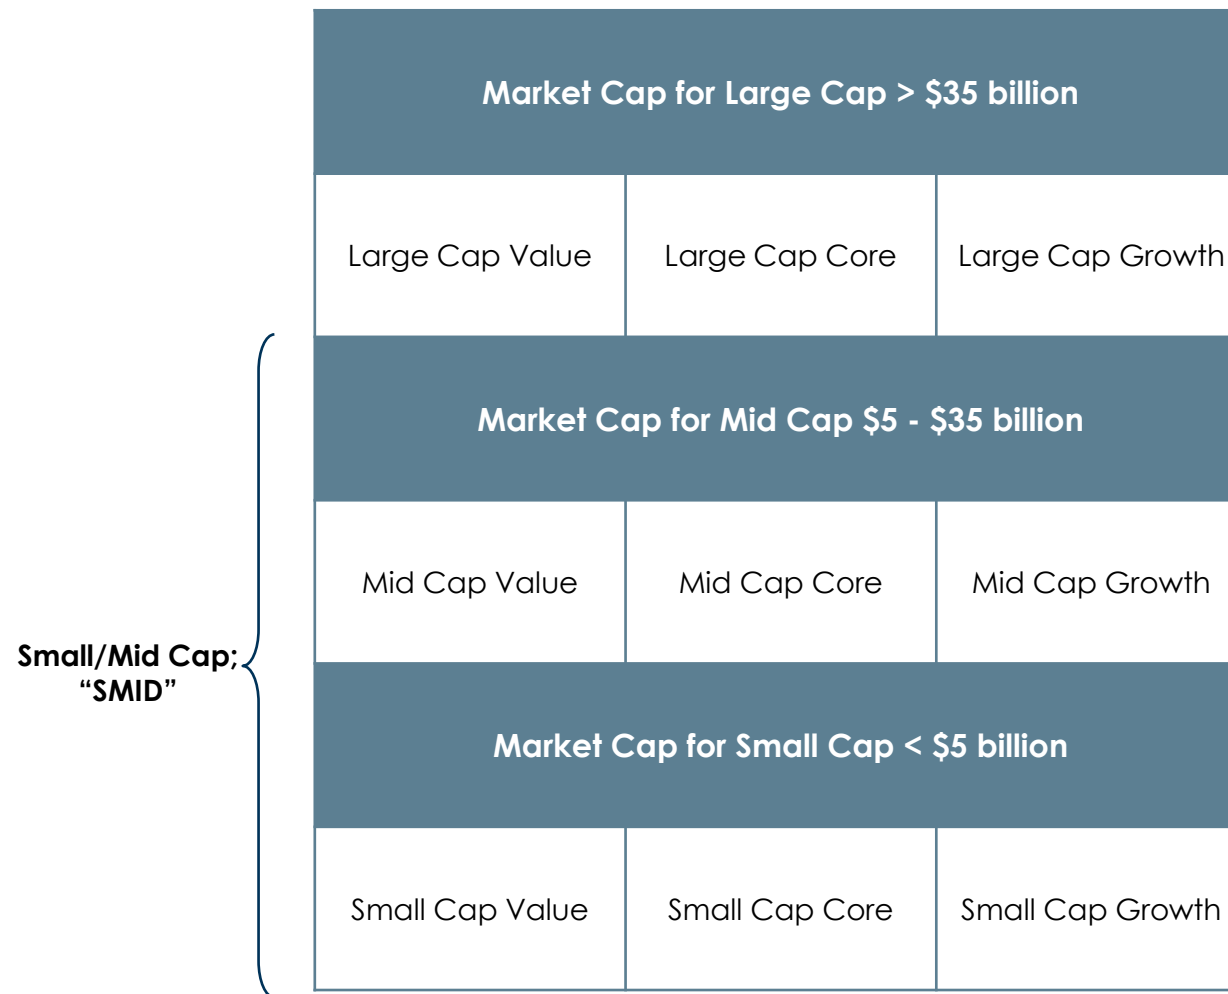 Market Cap for Large Cap > $35 billion
Large Cap Value
Large Cap Core
Large Cap Growth
Market Cap for Mid Cap $5 - $35 billion
Mid Cap Value
Mid Cap Core
Mid Cap Growth
Small/Mid Cap;
“SMID”
Market Cap for Small Cap < $5 billion
Small Cap Value
Small Cap Core
Small Cap Growth